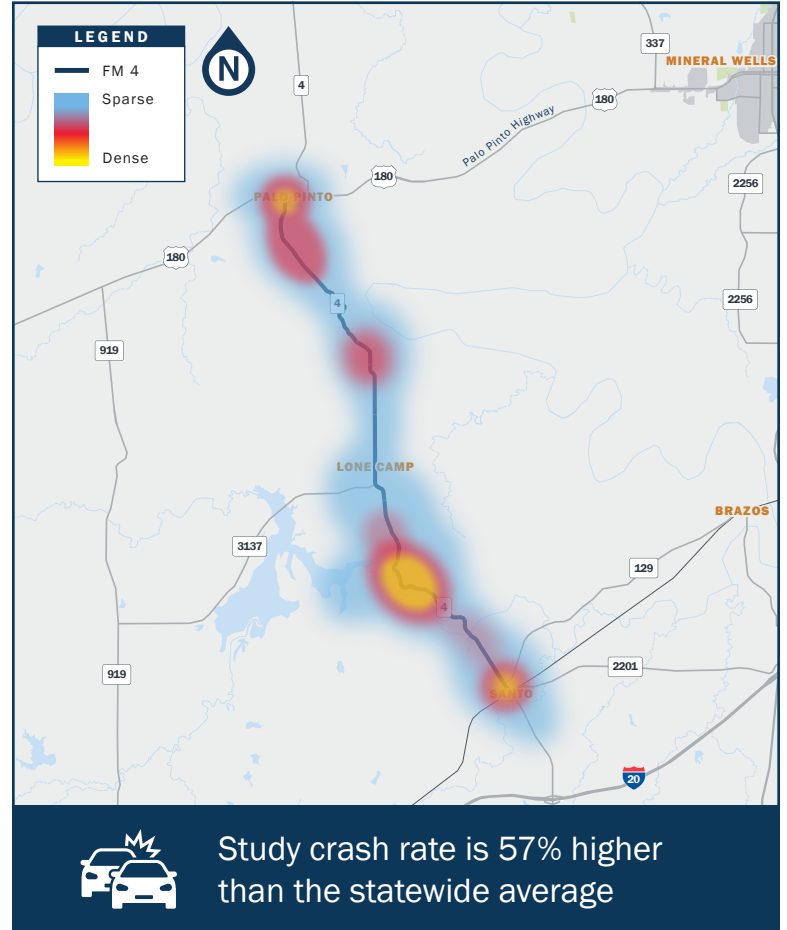 LEGEND
FM 4
Sparse
Dense
N
4
337
MINERAL WELLS
180
Palo Pinto Highway
180
2256
PALO PINTO
180
4
2256
919
LONE CAMP
BRAZOS
3137
129
4
919
2201
SANTO
20
Study crash rate is 57% higher
than the statewide average